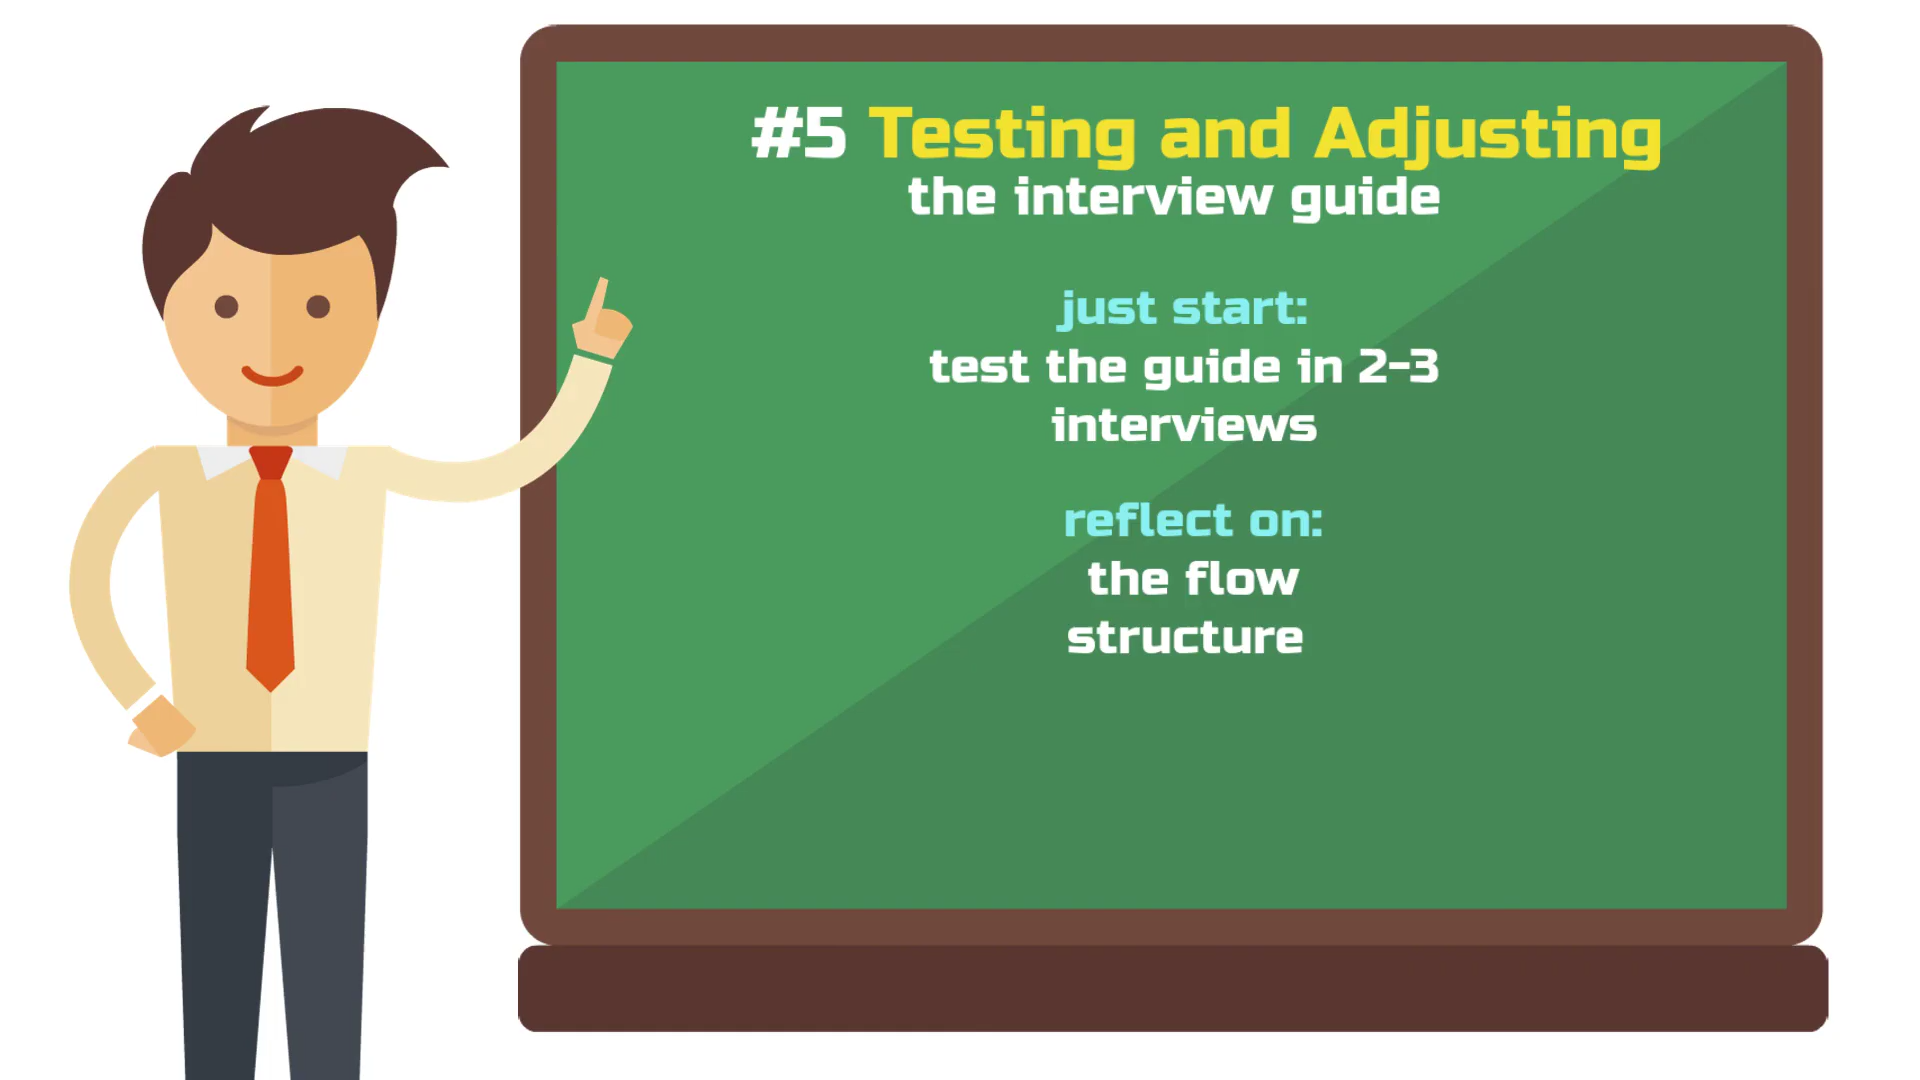 #5 Testing and Adjusting
the interview guide
just start:
test the guide in 2-3
interviews
reflect on:
the flow
structure